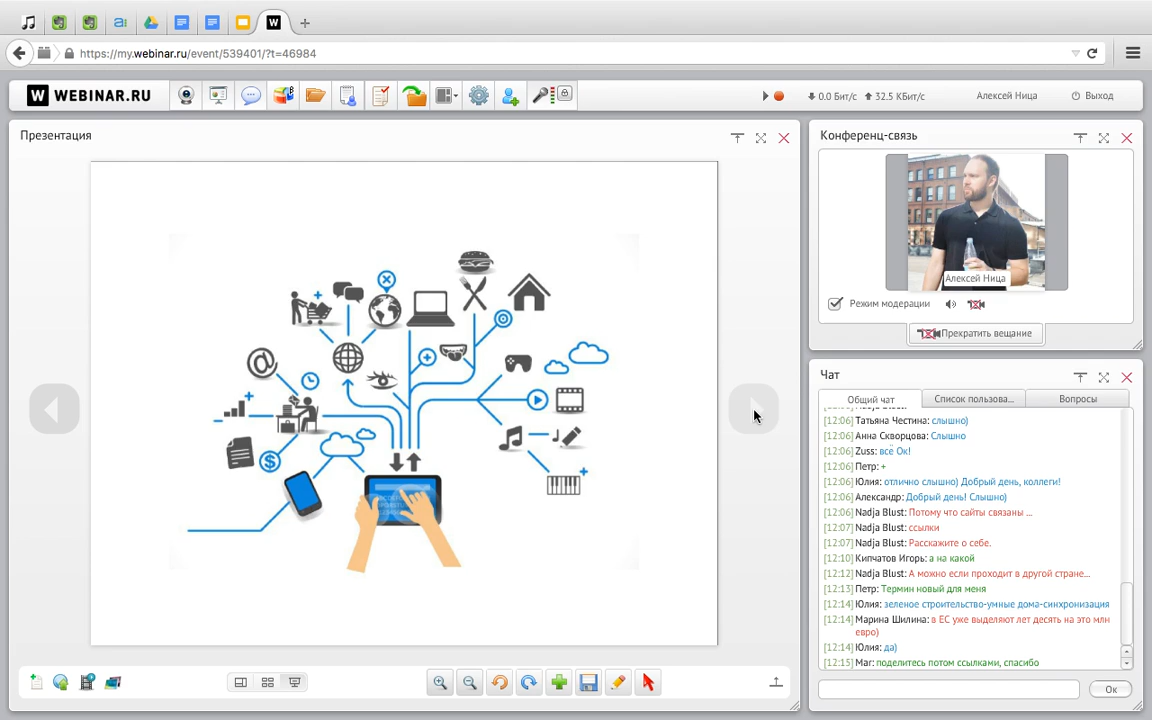 https://my.webinar.ru/event/539401/?t=46984
W WEBINAR.RU
0.0 Бит/с 32.5 КБит/с
Алексей Ница
Выход
Презентация
Конференц-связь
Алексей Ница
Режим модерации
Прекратить вещание
Чат
Общий чат
Список пользова...
Вопросы
[12:06] Татьяна Честина: слышно)
[12:06] Анна Скворцова: Слышно
[12:06] Zuss: всё Ок!
[12:06] Петр: +
[12:06] Юлия: отлично слышно) Добрый день, коллеги!
[12:06] Александр: Добрый день! Слышно)
[12:06] Nadja Blust: Потому что сайты связаны ...
[12:07] Nadja Blust: ссылки
[12:07] Nadja Blust: Расскажите о себе.
[12:10] Кипчатов Игорь: а на какой
[12:12] Nadja Blust: А можно если проходит в другой стране...
[12:13] Петр: Термин новый для меня
[12:14] Юлия: зеленое строительство-умные дома-синхронизация
[12:14] Марина Шилина: в ЕС уже выделяют лет десять на это млн
евро)
[12:14] Юлия: да)
[12:15] Маг: поделитесь потом ссылками, спасибо
Ок